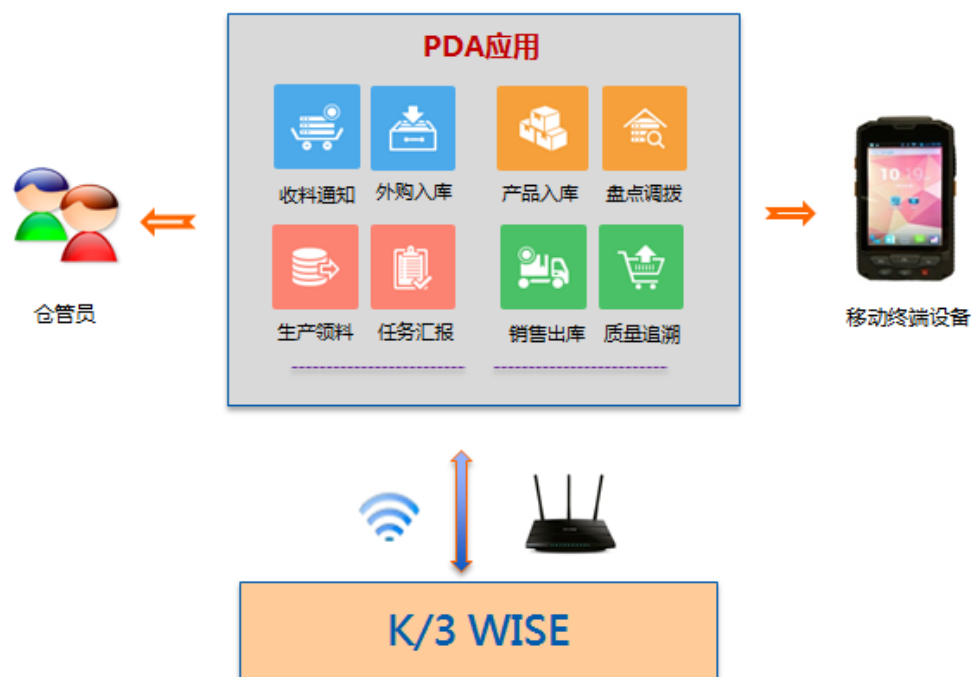 PDA应用
收料通知 外购入库 产品入库 盘点调拨
生产领料 任务汇报 销售出库 质量追溯
仓管员
移动终端设备
K/3 WISE